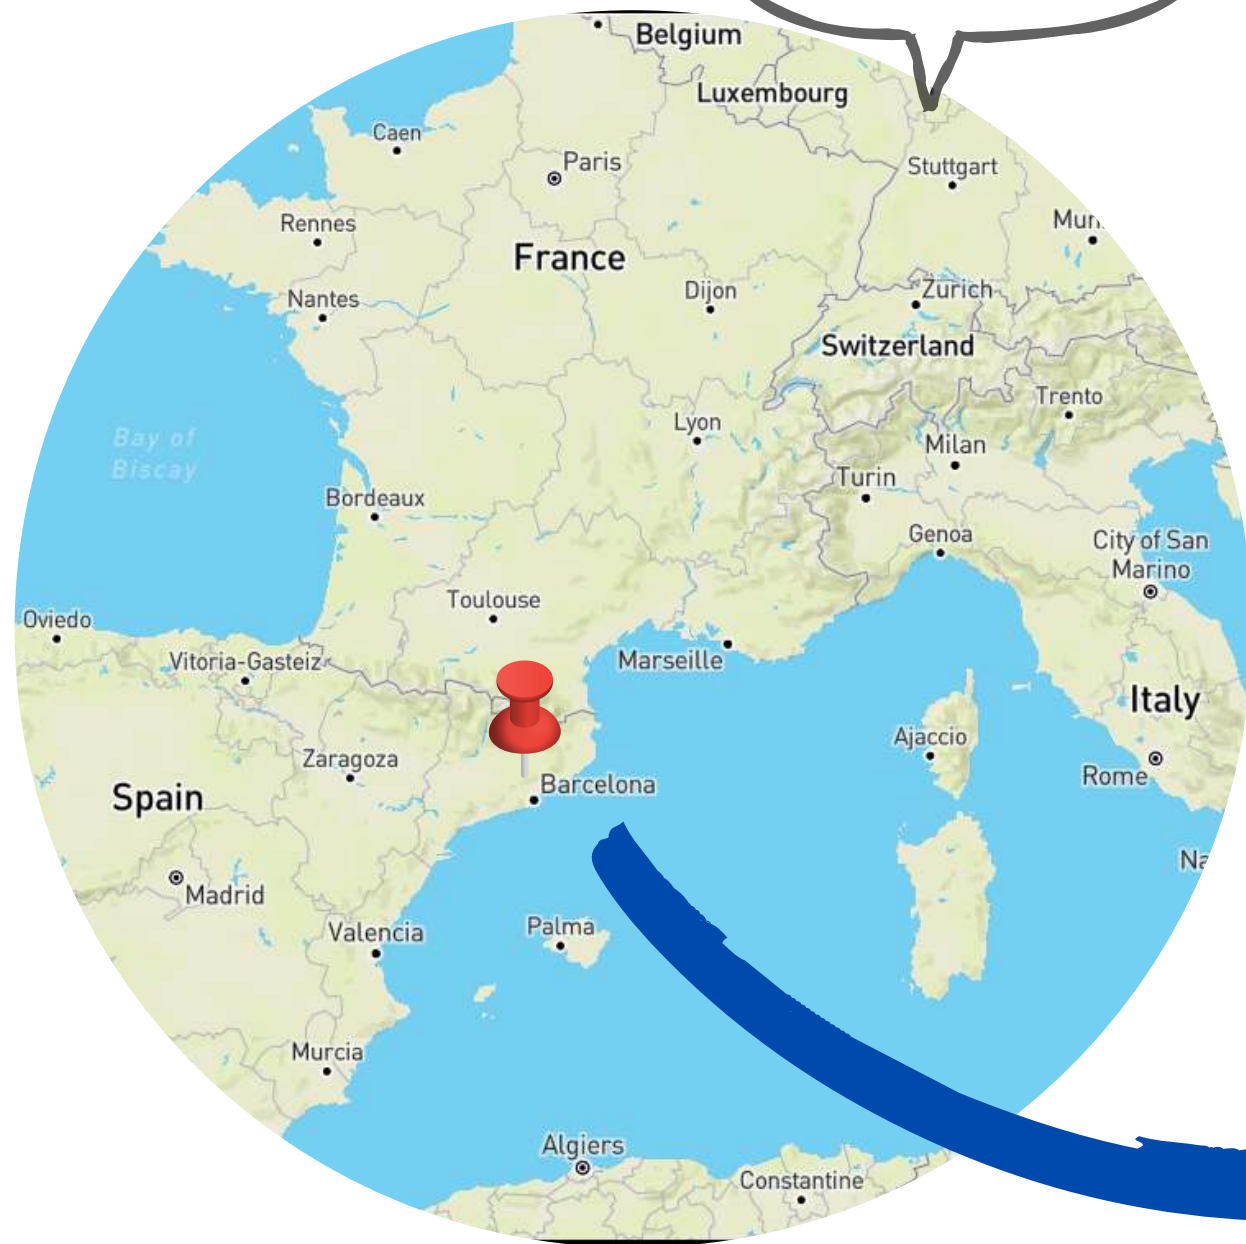 Belgium
Luxembourg
Caen
Paris
Stuttgart
Mun
Rennes
France
Dijon
Zurich
Nantes
Switzerland
Trento
Lyon
Milan
Bay of
Biscay
Turin
Bordeaux
Genoa
City of San
Marino
Toulouse
Oviedo
Vitoria-Gasteiz
Marseille
Italy
Ajaccio
Zaragoza
Rome
Barcelona
Spain
Na
Madrid
Palma
Valencia
Murcia
Algiers
Constantine